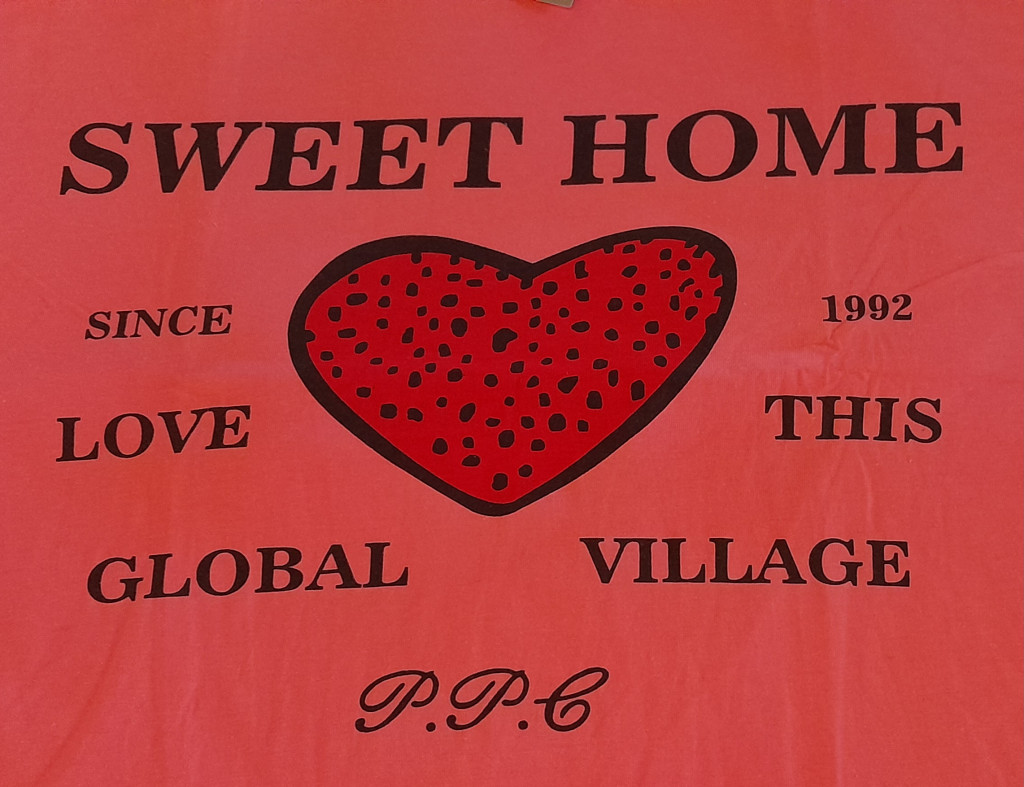 SWEET HOME
SINCE 1992
LOVE THIS
GLOBAL VILLAGE
P.P.C